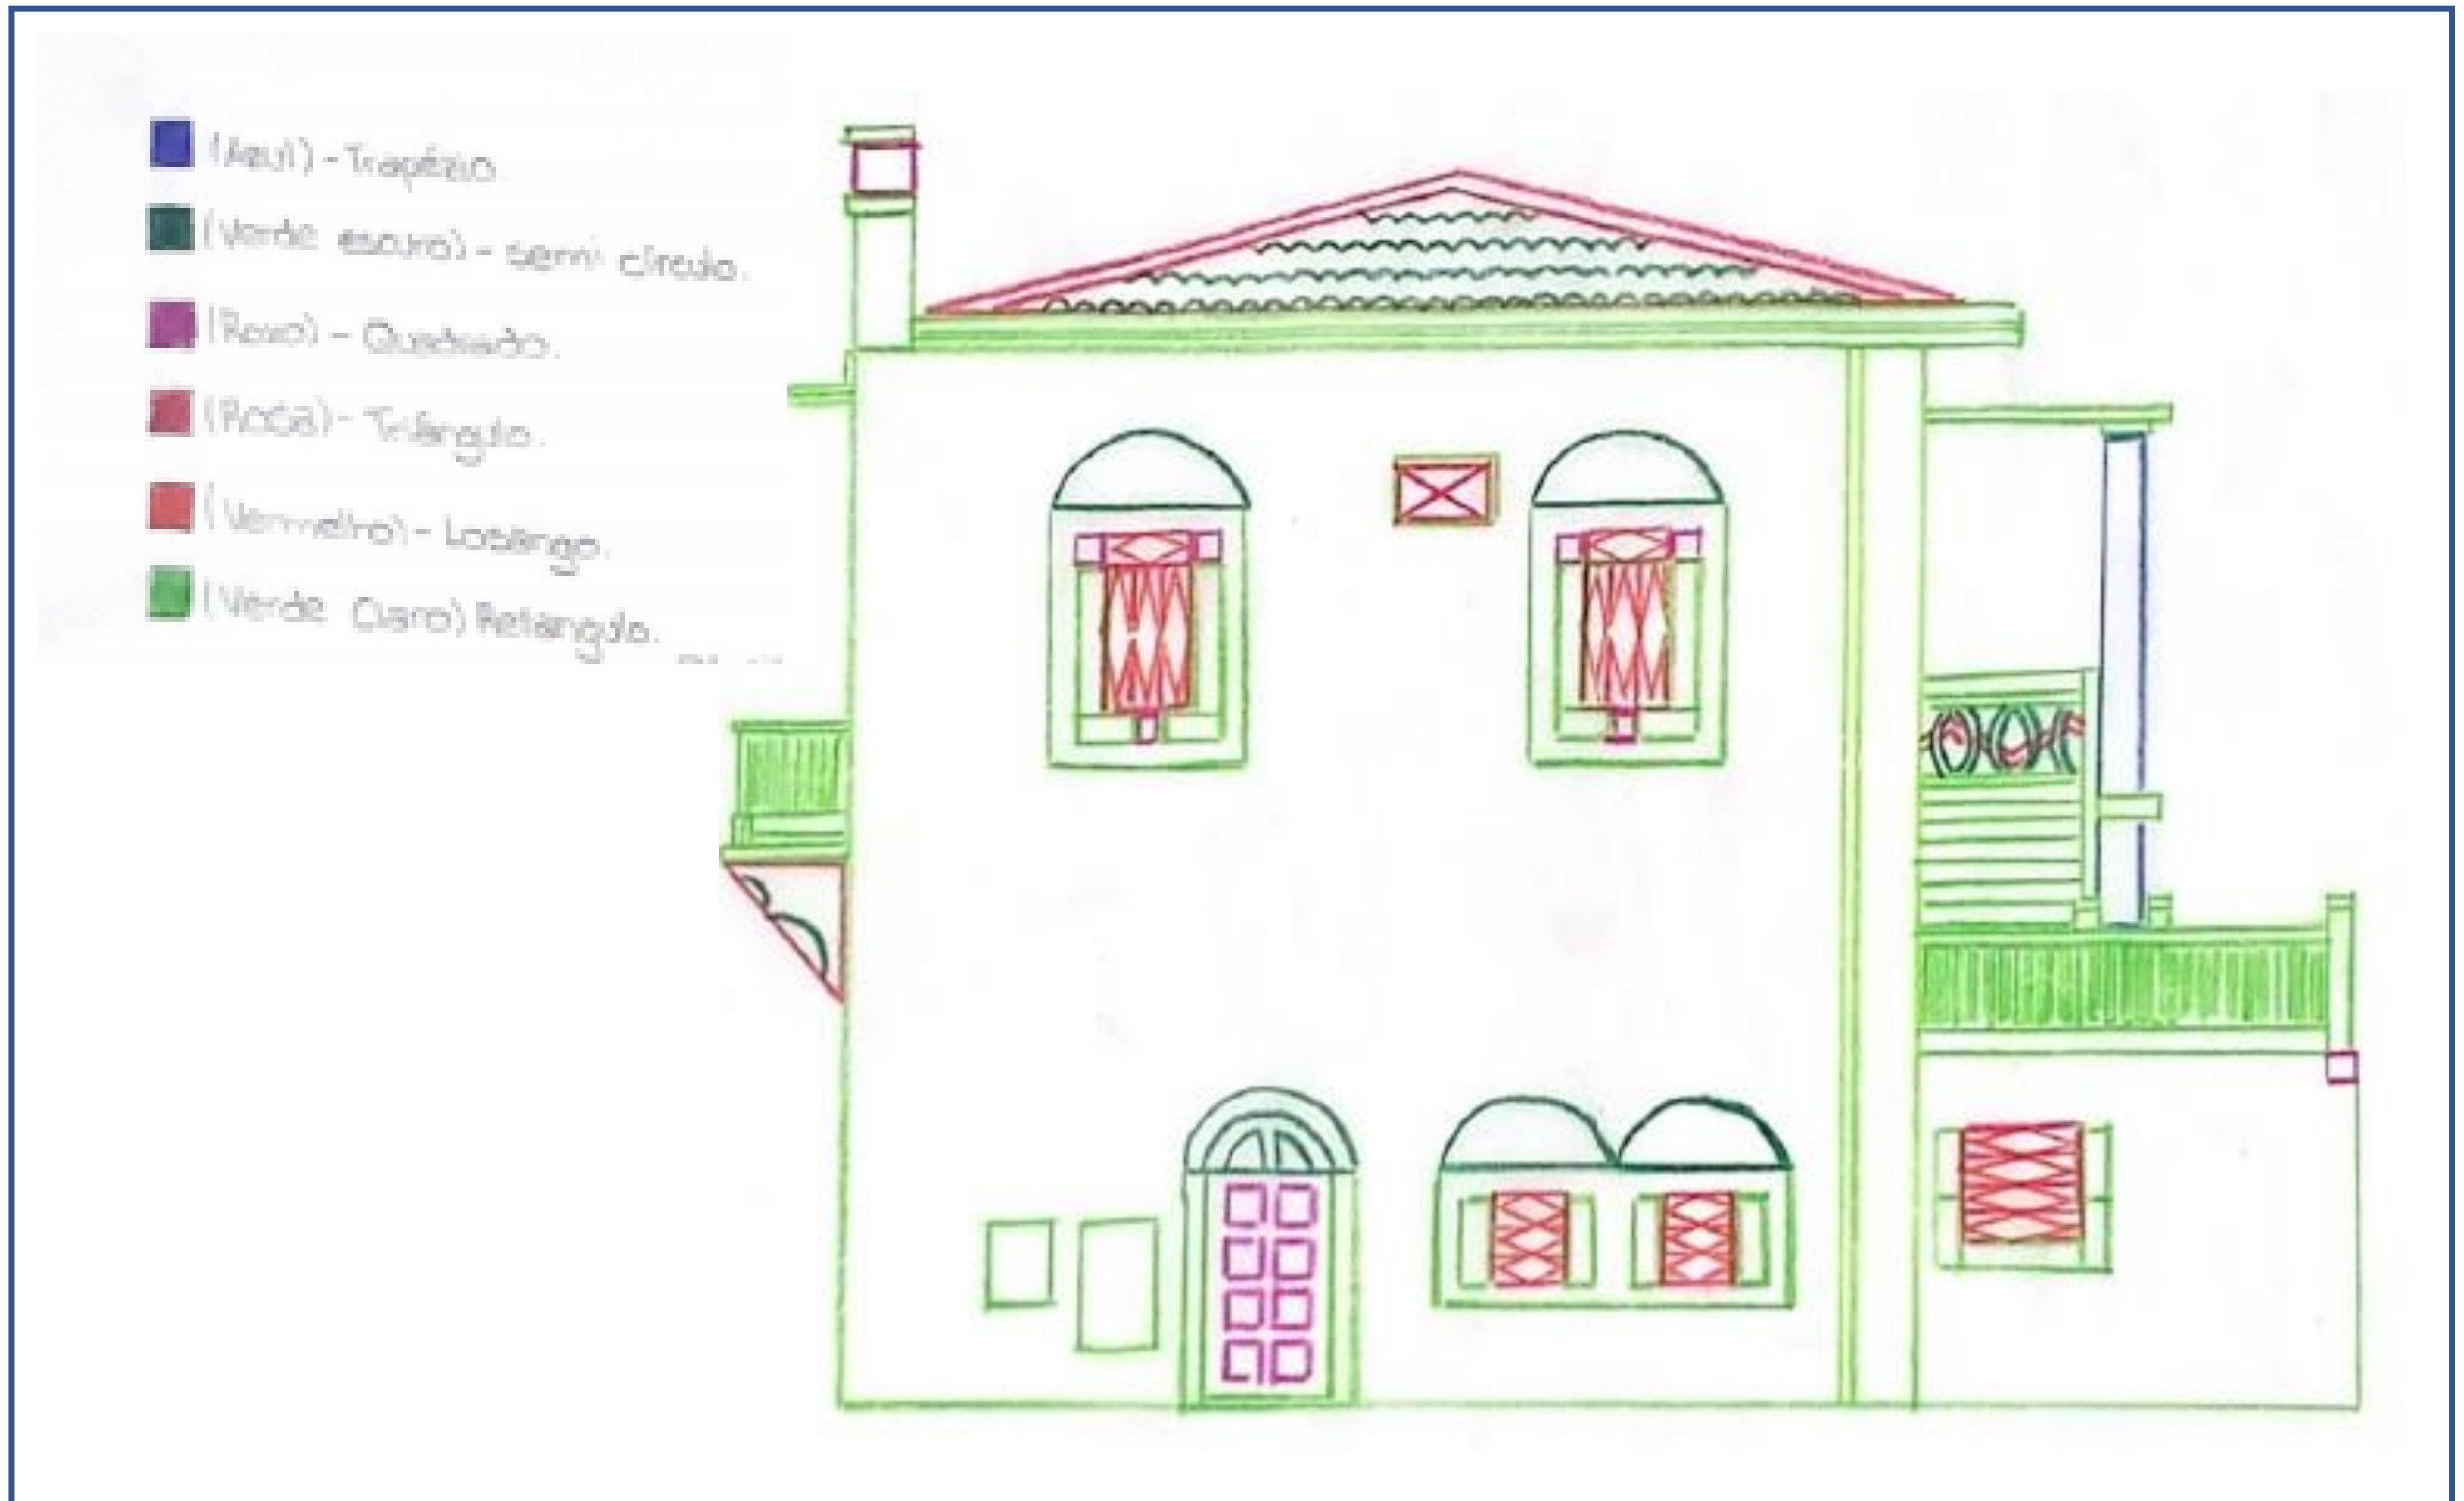 (Azul) - Trapézio.
(Verde escuro) - semi círculo.
(Roxo) - Quadrado.
(Rosa) - Triângulo.
(Vermelho) - Losango.
(Verde Claro) Retângulo.